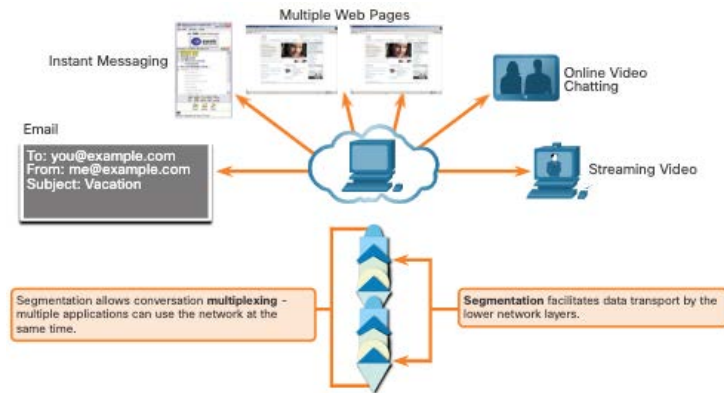 Multiple Web Pages
Instant Messaging
Online Video
Chatting
Email
To: you@example.com
From: me@example.com
Subject: Vacation
Streaming Video
Segmentation allows conversation multiplexing -
multiple applications can use the network at
the same time.
Segmentation facilitates data transport by the
lower network layers.